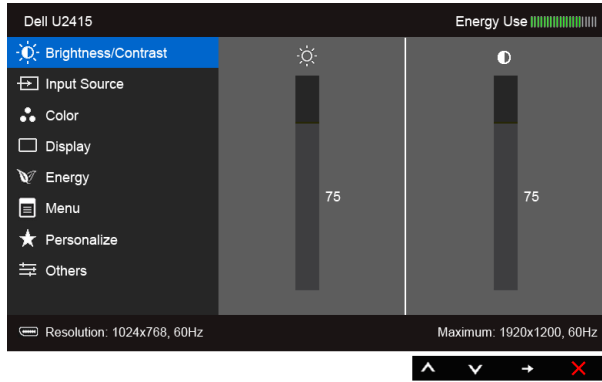 Dell U2415 Energy Use
Brightness/Contrast
Input Source
Color
Display
Energy
Menu
Personalize
Others
75 75
Resolution: 1024x768, 60Hz Maximum: 1920x1200, 60Hz